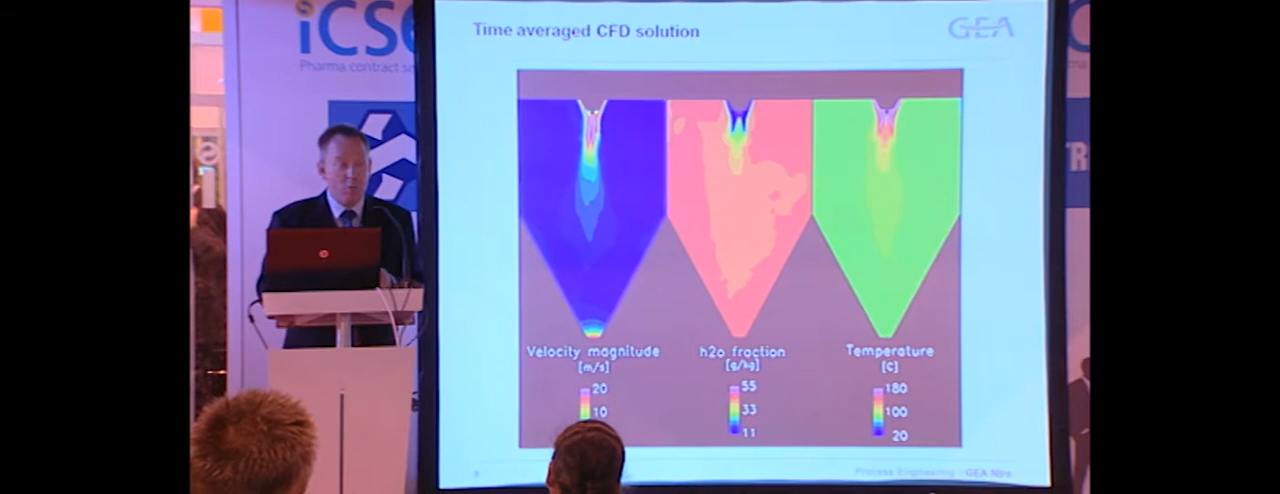 iCSE
Pharma contract se
Time averaged CFD solution
GEA
Velocity magnitude
[m/s]
20
10
h2o fraction
[g/kg]
55
33
11
Temperature
[C]
180
100
20
Process Engineering / GEA Niro